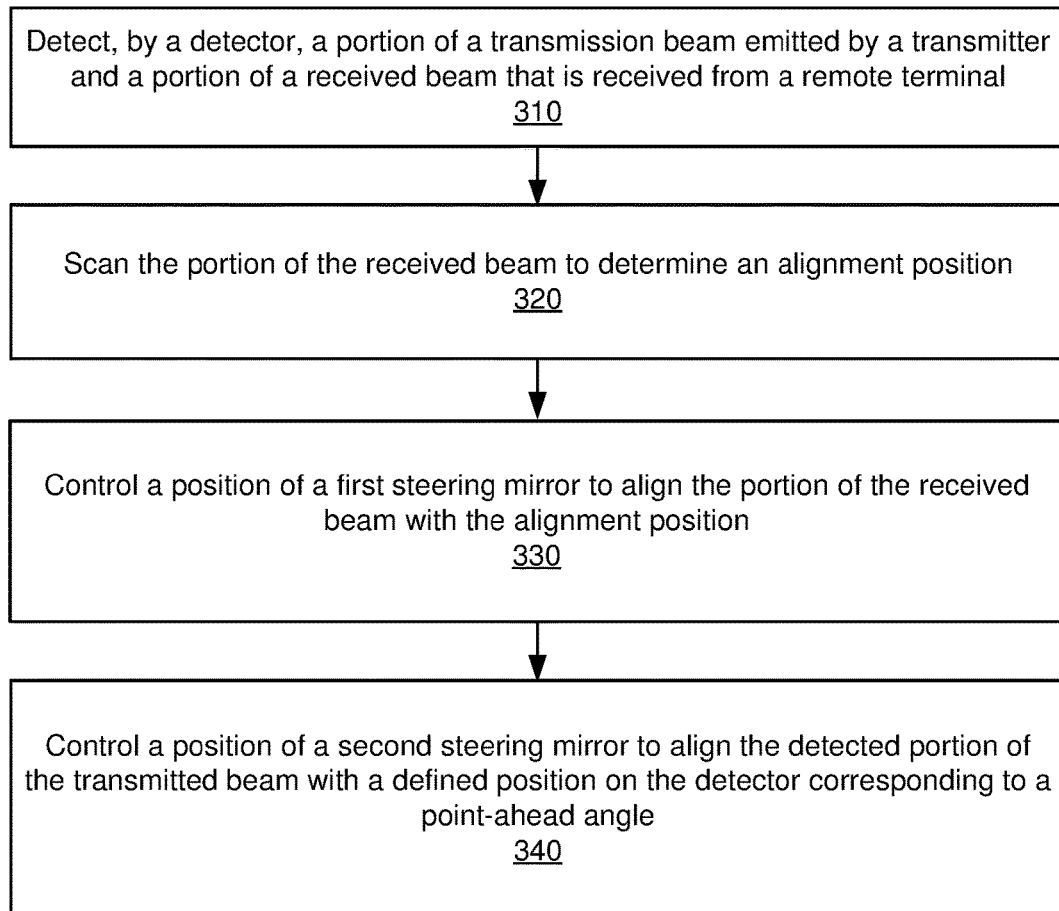 Detect, by a detector, a portion of a transmission beam emitted by a transmitter
and a portion of a received beam that is received from a remote terminal
310
Scan the portion of the received beam to determine an alignment position
320
Control a position of a first steering mirror to align the portion of the received
beam with the alignment position
330
Control a position of a second steering mirror to align the detected portion of
the transmitted beam with a defined position on the detector corresponding to a
point-ahead angle
340